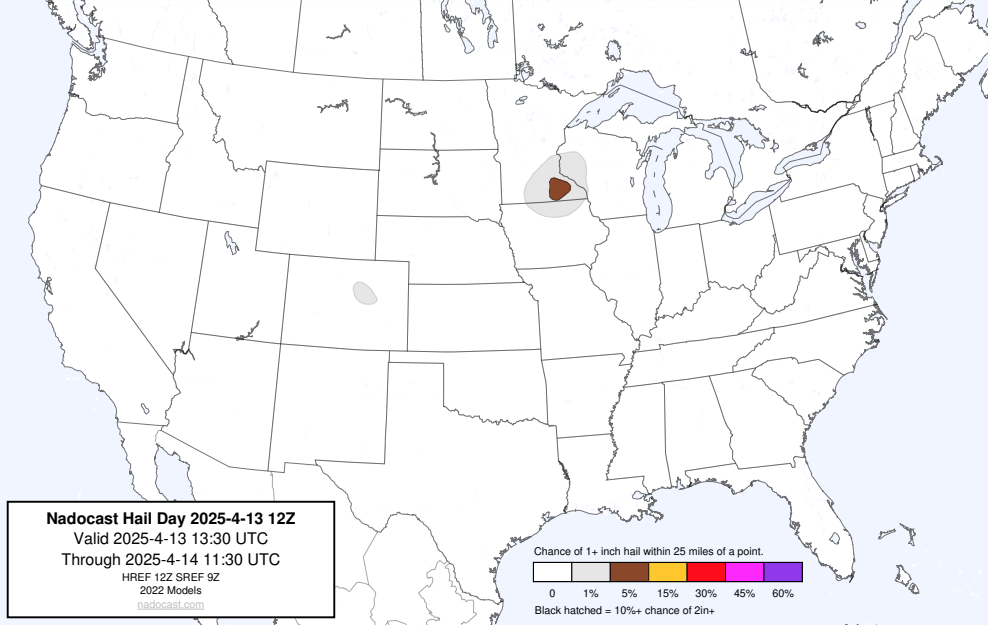 Nadocast Hail Day 2025-4-13 12Z
Valid 2025-4-13 13:30 UTC
Through 2025-4-14 11:30 UTC
HREF 12Z SREF 9Z
2022 Models
nadocast.com
Chance of 1+ inch hail within 25 miles of a point.
0 1% 5% 15% 30% 45% 60%
Black hatched = 10%+ chance of 2in+